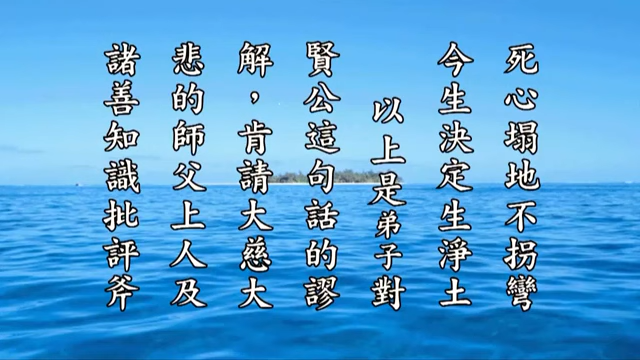 死心塌地不拐彎
今生決定生淨土
以上是弟子對
賢公這句話的謬
解，肯請大慈大
悲的師父上人及
諸善知識批評斧